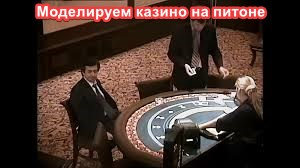 Моделируем казино на питоне